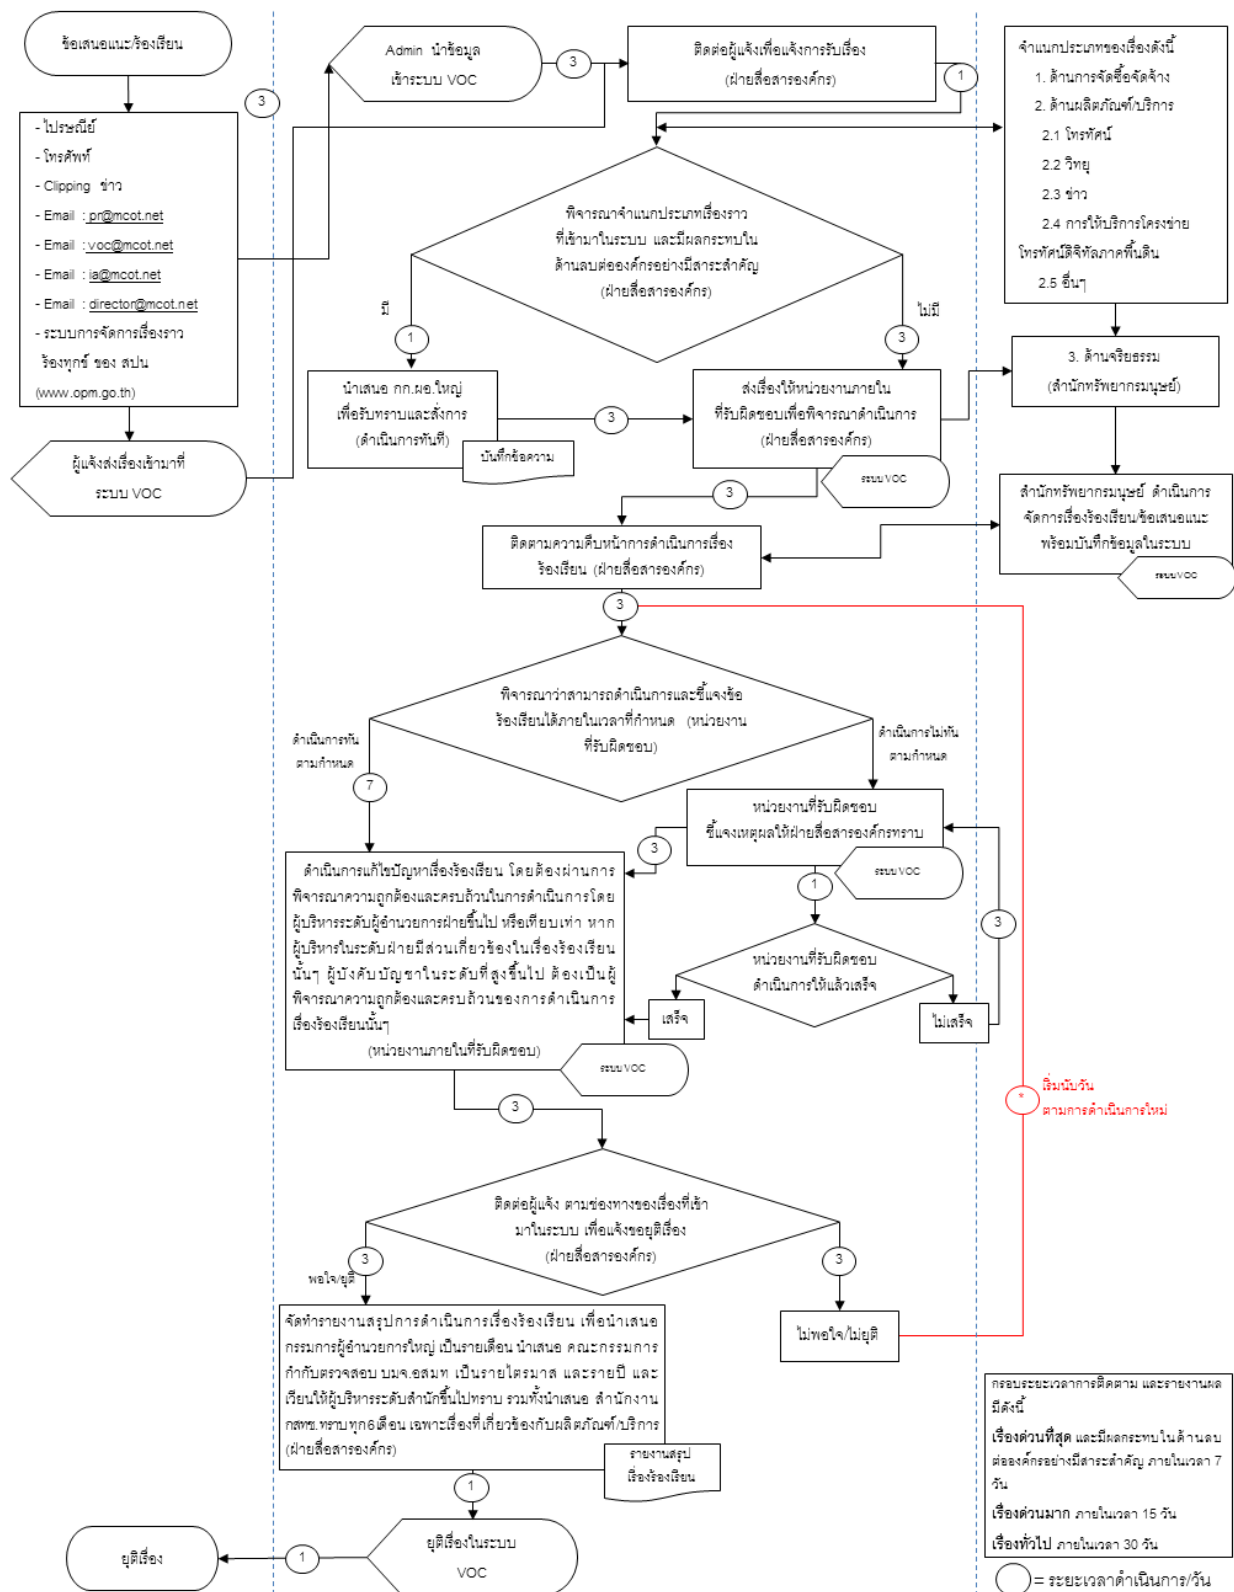 ข้อเสนอแนะ/ร้องเรียน
3
- ไปรษณีย์
- โทรศัพท์
- Clipping ข่าว
- Email : pr@mcot.net
- Email : voc@mcot.net
- Email : ia@mcot.net
- Email : director@mcot.net
- ระบบการจัดการเรื่องราว
ร้องทุกข์ ของ สปน
(www.opm.go.th)
ผู้แจ้งส่งเรื่องเข้ามาที่
ระบบ VOC
Admin นำข้อมูล
เข้าระบบ VOC
3
ติดต่อผู้แจ้งเพื่อแจ้งการรับเรื่อง
(ฝ่ายสื่อสารองค์กร)
1
จำแนกประเภทของเรื่องดังนี้
1. ด้านการจัดซื้อจัดจ้าง
2. ด้านผลิตภัณฑ์/บริการ
2.1 โทรทัศน์
2.2 วิทยุ
2.3 ข่าว
2.4 การให้บริการโครงข่าย
โทรทัศน์ดิจิทัลภาคพื้นดิน
2.5 อื่นๆ
พิจารณาจำแนกประเภทเรื่องราว
ที่เข้ามาในระบบ และมีผลกระทบใน
ด้านลบต่อองค์กรอย่างมีสาระสำคัญ
(ฝ่ายสื่อสารองค์กร)
มี
1
ไม่มี
3
นำเสนอ กก.ผอ.ใหญ่
เพื่อรับทราบและสั่งการ
(ดำเนินการทันที)
บันทึกข้อความ
3
ส่งเรื่องให้หน่วยงานภายใน
ที่รับผิดชอบเพื่อพิจารณาดำเนินการ
(ฝ่ายสื่อสารองค์กร)
ระบบ VOC
3. ด้านจริยธรรม
(สำนักทรัพยากรมนุษย์)
3
สำนักทรัพยากรมนุษย์ ดำเนินการ
จัดการเรื่องร้องเรียน/ข้อเสนอแนะ
พร้อมบันทึกข้อมูลในระบบ
ระบบ VOC
ติดตามความคืบหน้าการดำเนินการเรื่อง
ร้องเรียน (ฝ่ายสื่อสารองค์กร)
3
พิจารณาว่าสามารถดำเนินการและชี้แจงข้อ
ร้องเรียนได้ภายในเวลาที่กำหนด (หน่วยงาน
ที่รับผิดชอบ)
ดำเนินการทัน
ตามกำหนด
7
ดำเนินการไม่ทัน
ตามกำหนด
หน่วยงานที่รับผิดชอบ
ชี้แจงเหตุผลให้ฝ่ายสื่อสารองค์กรทราบ
ระบบ VOC
3
1
3
ดำเนินการแก้ไขปัญหาเรื่องร้องเรียน โดยต้องผ่านการ
พิจารณาความถูกต้องและครบถ้วนในการดำเนินการโดย
ผู้บริหารระดับผู้อำนวยการฝ่ายขึ้นไป หรือเทียบเท่า หาก
ผู้บริหารในระดับฝ่ายมีส่วนเกี่ยวข้องในเรื่องร้องเรียน
นั้นๆ ผู้บังคับบัญชาในระดับที่สูงขึ้นไป ต้องเป็นผู้
พิจารณาความถูกต้องและครบถ้วนของการดำเนินการ
เรื่องร้องเรียนนั้นๆ
(หน่วยงานภายในที่รับผิดชอบ)
ระบบ VOC
หน่วยงานที่รับผิดชอบ
ดำเนินการให้แล้วเสร็จ
เสร็จ
ไม่เสร็จ
*
เริ่มนับวัน
ตามการดำเนินการใหม่
3
ติดต่อผู้แจ้ง ตามช่องทางของเรื่องที่เข้า
มาในระบบ เพื่อแจ้งขอยุติเรื่อง
(ฝ่ายสื่อสารองค์กร)
3
พอใจ/ยุติ
3
ไม่พอใจ/ไม่ยุติ
จัดทำรายงานสรุปการดำเนินการเรื่องร้องเรียน เพื่อนำเสนอ
กรรมการผู้อำนวยการใหญ่ เป็นรายเดือน นำเสนอ คณะกรรมการ
กำกับตรวจสอบ บมจ.อสมท เป็นรายไตรมาส และรายปี และ
เวียนให้ผู้บริหารระดับสำนักขึ้นไปทราบ รวมทั้งนำเสนอ สำนักงาน
กสทช.ทราบทุก6เดือน เฉพาะเรื่องที่เกี่ยวข้องกับผลิตภัณฑ์/บริการ
(ฝ่ายสื่อสารองค์กร)
รายงานสรุป
เรื่องร้องเรียน
1
ยุติเรื่องในระบบ
VOC
1
ยุติเรื่อง
กรอบระยะเวลาการติดตาม และรายงานผล
มีดังนี้
เรื่องด่วนที่สุด และมีผลกระทบในด้านลบ
ต่อองค์กรอย่างมีสาระสำคัญ ภายในเวลา 7
วัน
เรื่องด่วนมาก ภายในเวลา 15 วัน
เรื่องทั่วไป ภายในเวลา 30 วัน
= ระยะเวลาดำเนินการ/วัน